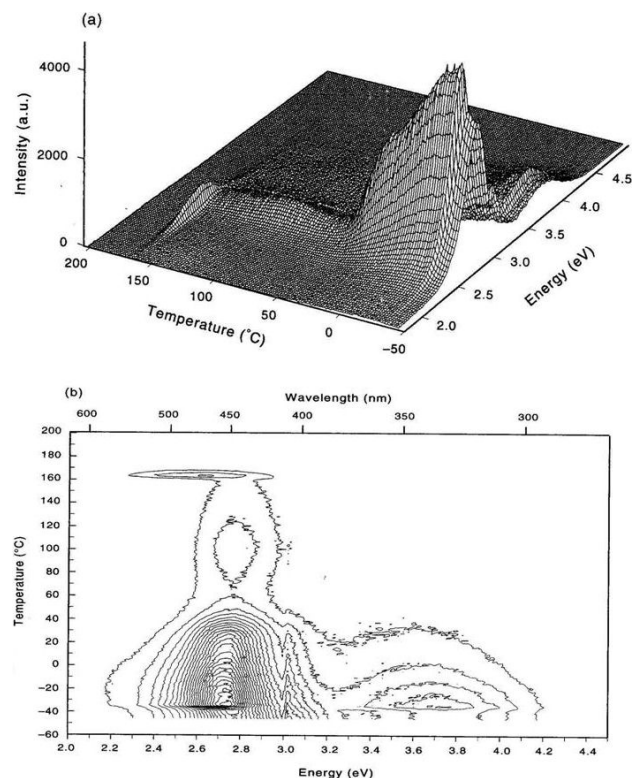 (a)
Intensity (a.u.)
4000
2000
0
200
150
100
50
0
−50
Temperature (˚C)
2.0
2.5
3.0
3.5
4.0
4.5
Energy (eV)
(b)
Wavelength (nm)
600 500 450 400 350 300
200
180
160
140
120
100
80
60
40
20
0
−20
−40
−60
Temperature (°C)
2.0 2.2 2.4 2.6 2.8 3.0 3.2 3.4 3.6 3.8 4.0 4.2 4.4
Energy (eV)